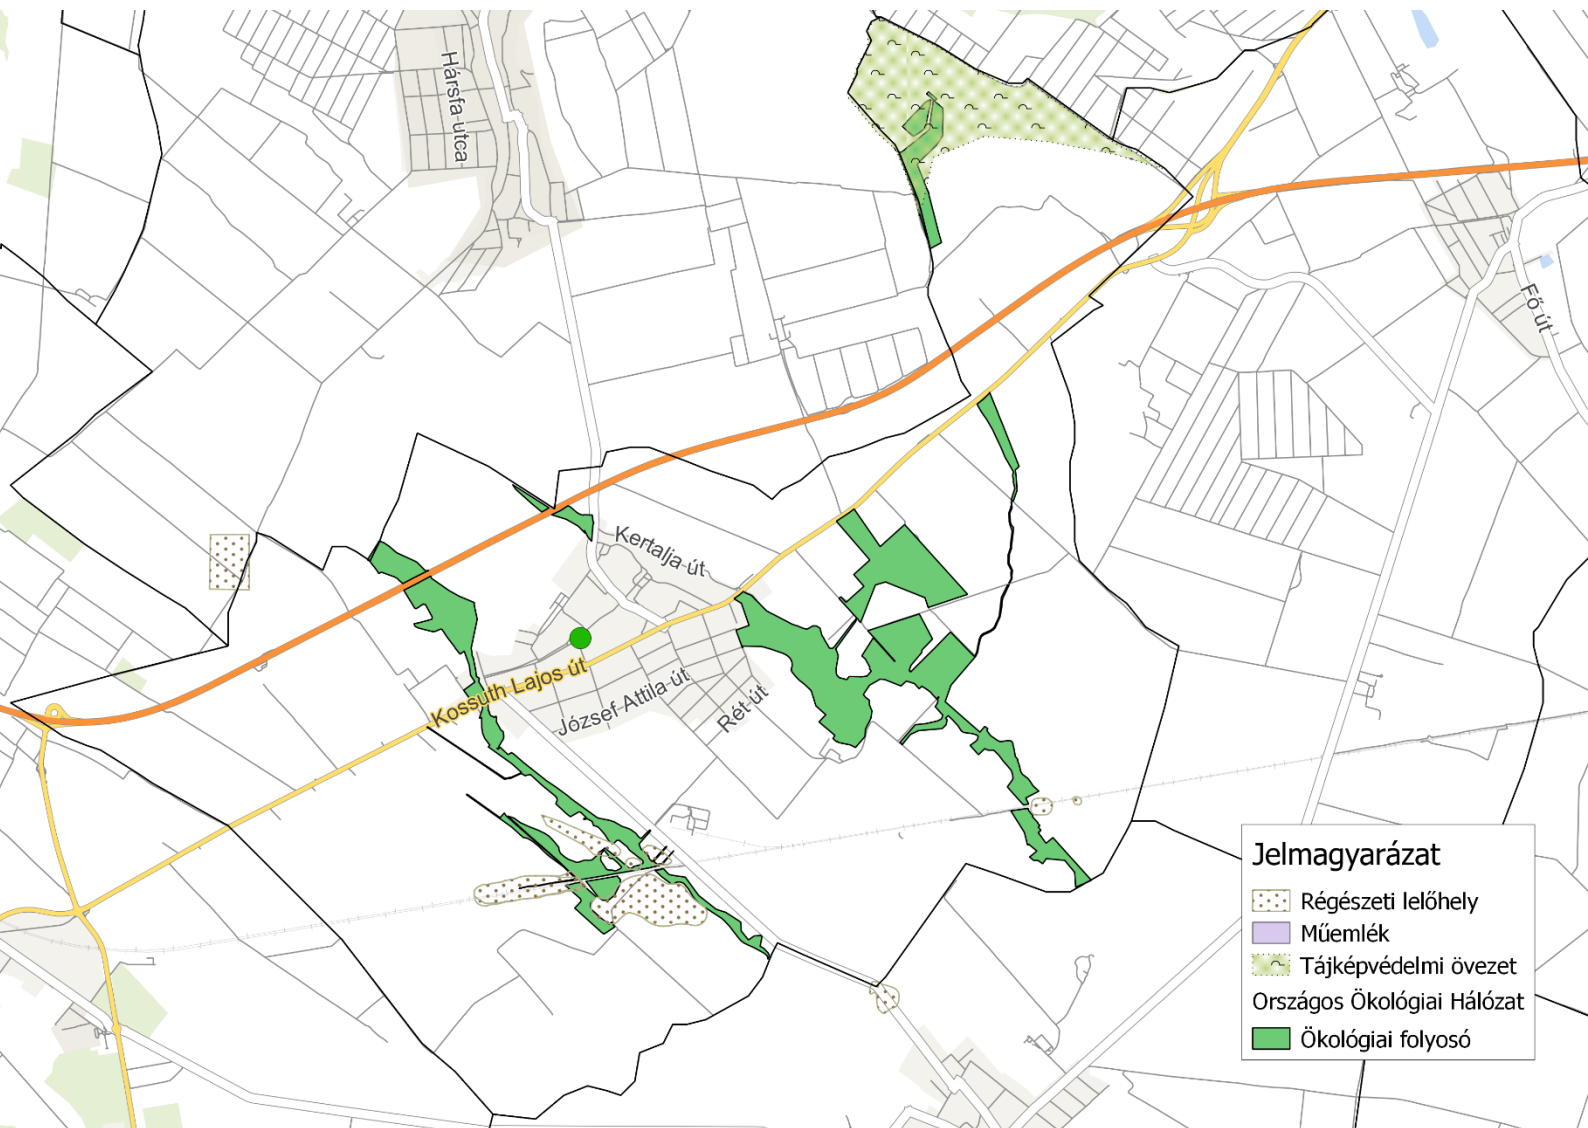 Hársfa utca
Fő út
Kertalja út
Kossuth Lajos út
József Attila út
Rét út
Jelmagyarázat
Régészeti lelőhely
Műemlék
Tájképvédelmi övezet
Országos Ökológiai Hálózat
Ökológiai folyosó